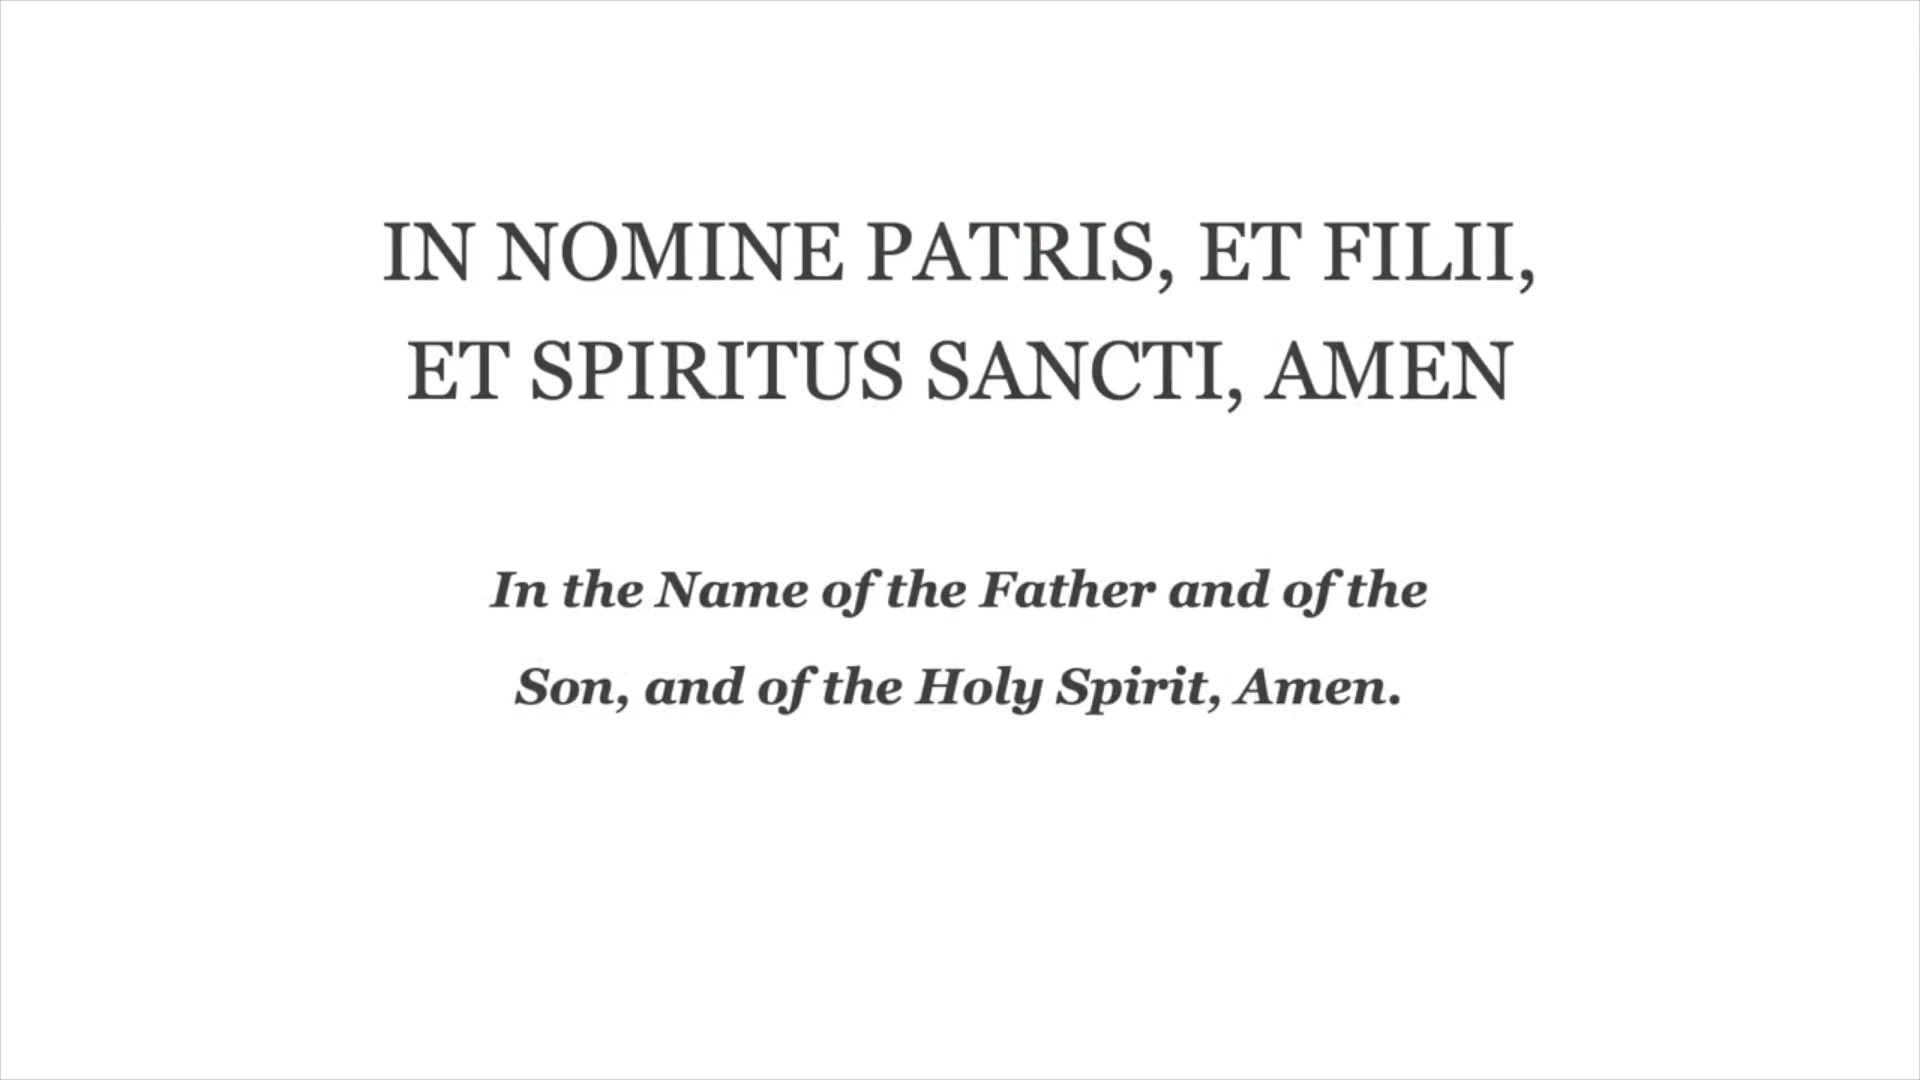 IN NOMINE PATRIS, ET FILII,
ET SPIRITUS SANCTI, AMEN
In the Name of the Father and of the
Son, and of the Holy Spirit, Amen.